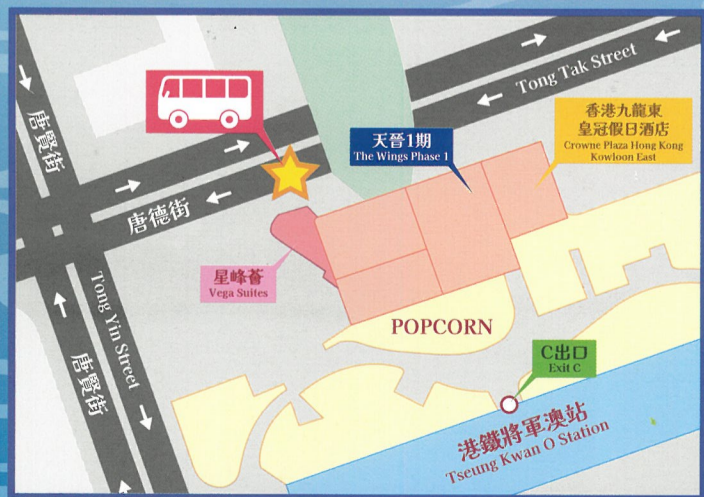 唐賢街
Tong Tak Street
天晉1期
The Wings Phase 1
香港九龍東
皇冠假日酒店
Crowne Plaza Hong Kong
Kowloon East
唐德街
星峰薈
Vega Suites
Tong Yin Street
唐賢街
POPCORN
C出口
Exit C
港鐵將軍澳站
Tseung Kwan O Station